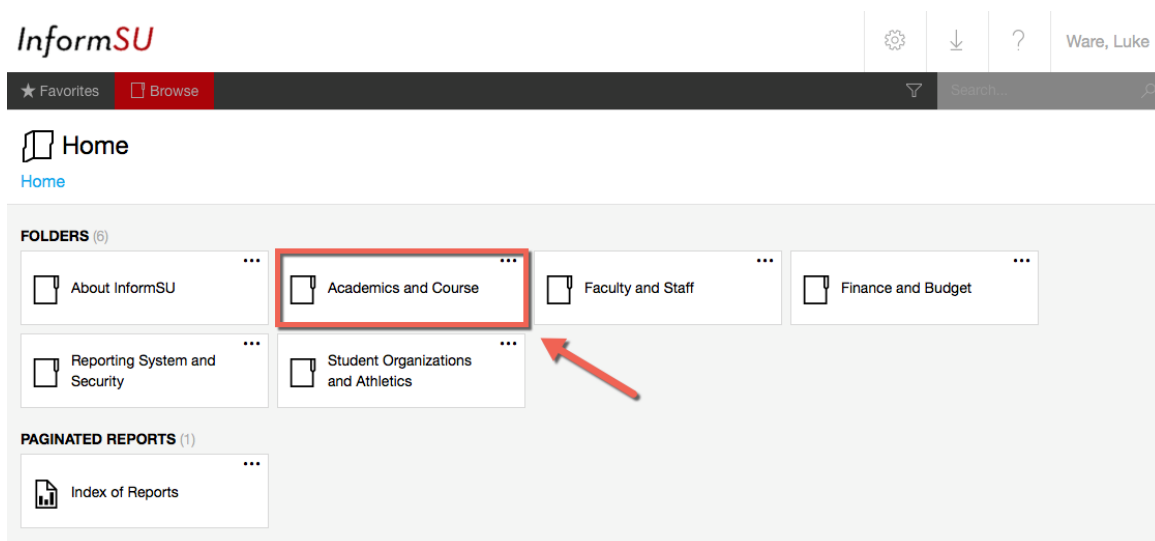 InformSU
Ware, Luke
Favorites Browse
Search...
Home
Home
FOLDERS (6)
About InformSU
Academics and Course
Faculty and Staff
Finance and Budget
Reporting System and
Security
Student Organizations
and Athletics
PAGINATED REPORTS (1)
Index of Reports